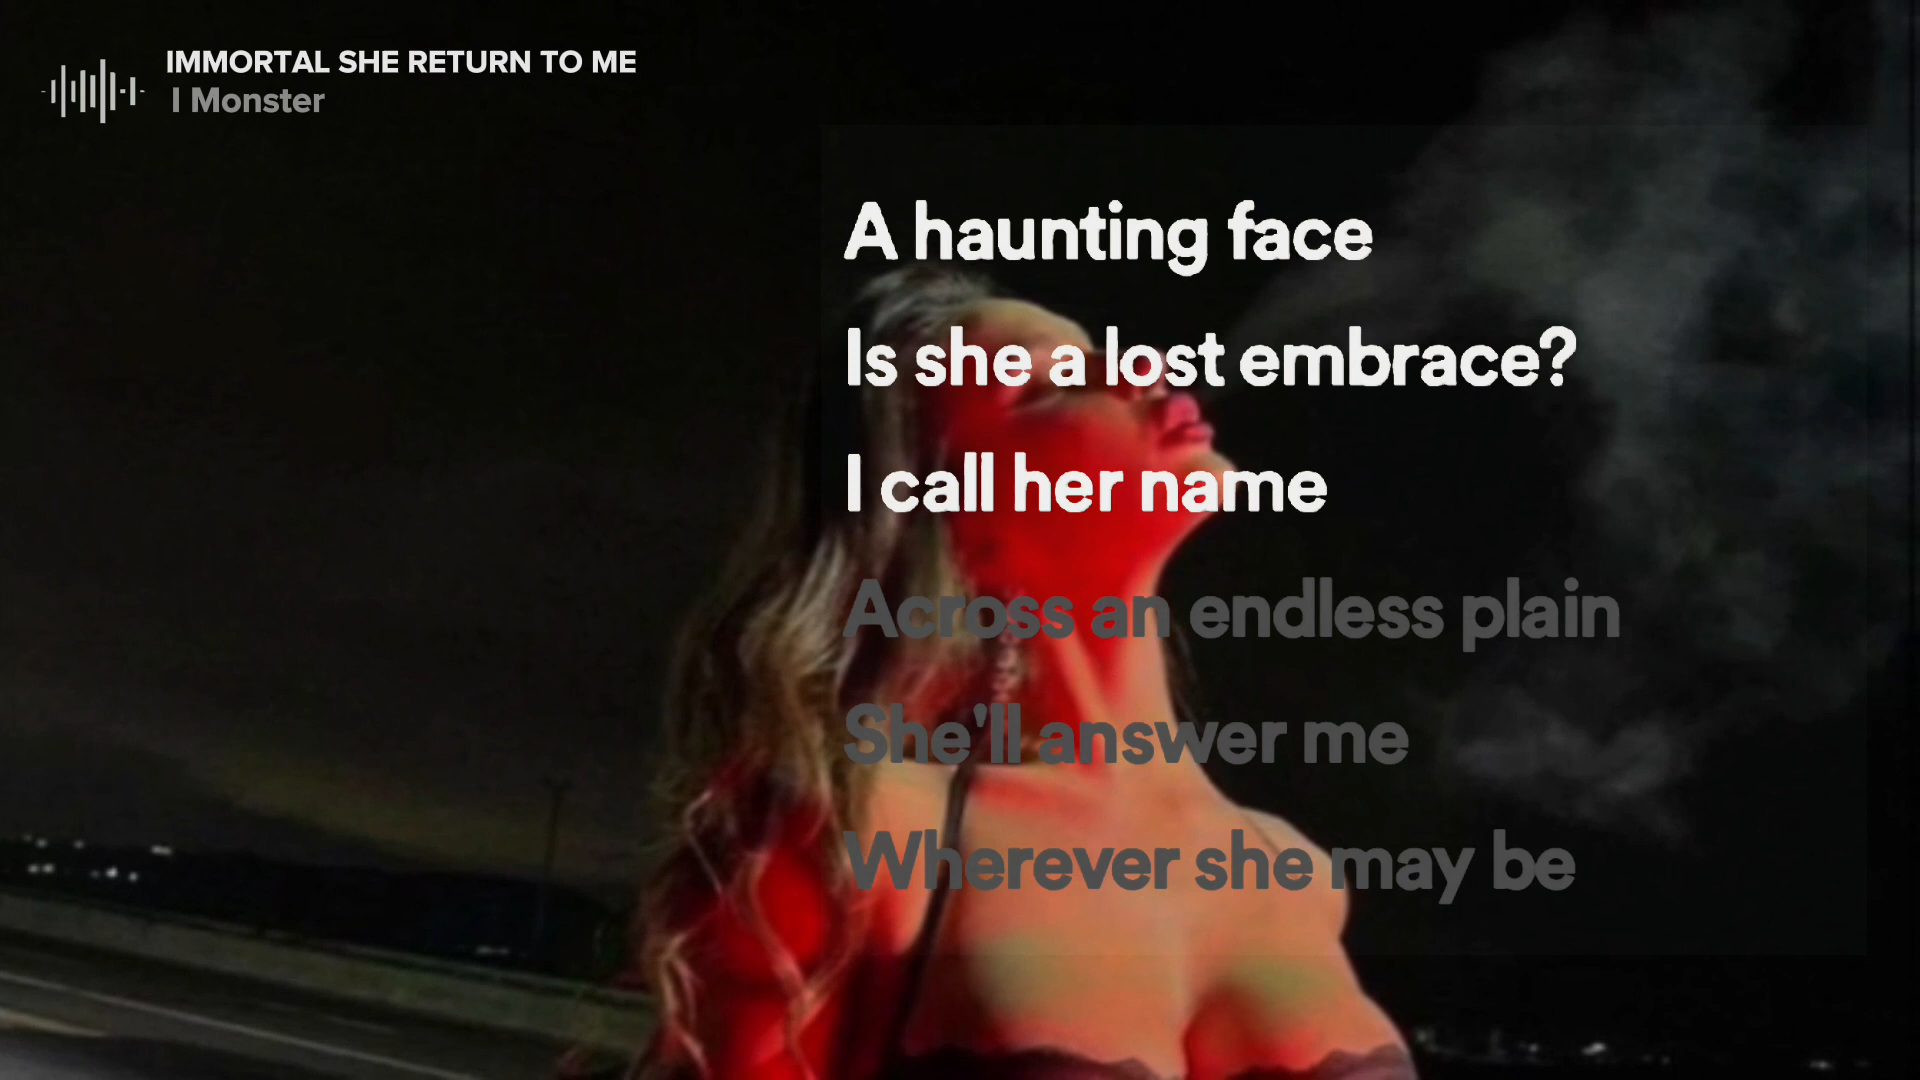 IMMORTAL SHE RETURN TO ME
I Monster
A haunting face
Is she a lost embrace?
I call her name
Across an endless plain
She'll answer me
Wherever she may be